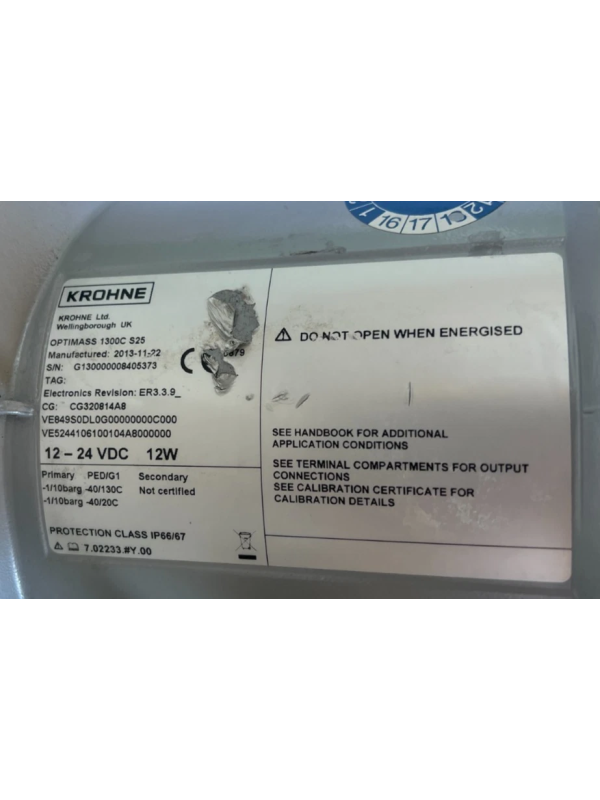 16 17 18
KROHNE
KROHNE Ltd.
Wellingborough UK
OPTIMASS 1300C S25
Manufactured: 2013-11-22
CE
S/N: G130000008405373
TAG:
Electronics Revision: ER3.3.9_
CG: CG320814A8
VE849S0DL0G00000000C000
VE5244106100104A8000000
12 – 24 VDC 12W
Primary PED/G1 Secondary
-1/10barg -40/130C Not certified
-1/10barg -40/20C
PROTECTION CLASS IP66/67
7.02233.#Y.00
DO NOT OPEN WHEN ENERGISED
SEE HANDBOOK FOR ADDITIONAL
APPLICATION CONDITIONS
SEE TERMINAL COMPARTMENTS FOR OUTPUT
CONNECTIONS
SEE CALIBRATION CERTIFICATE FOR
CALIBRATION DETAILS